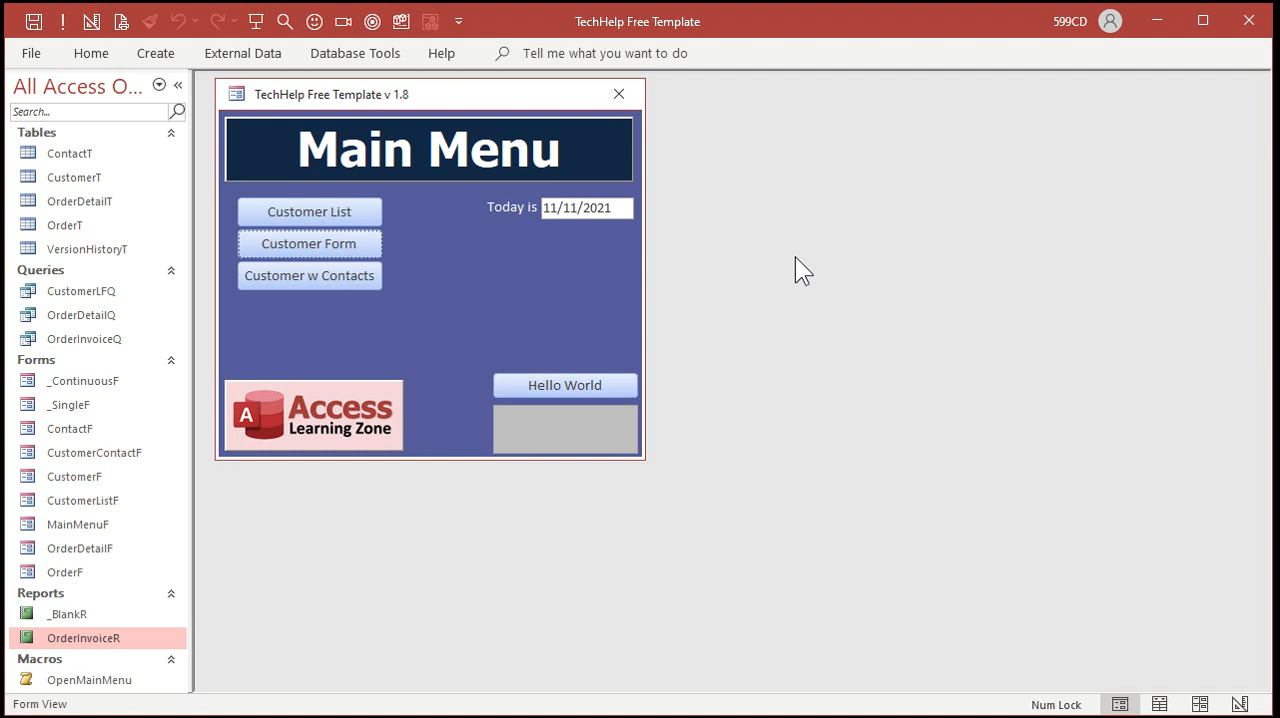 TechHelp Free Template
599CD
File
Home
Create
External Data
Database Tools
Help
Tell me what you want to do
All Access O...
Search...
Tables
ContactT
CustomerT
OrderDetailT
OrderT
VersionHistoryT
Queries
CustomerLFQ
OrderDetailQ
OrderInvoiceQ
Forms
_ContinuousF
_SingleF
ContactF
CustomerContactF
CustomerF
CustomerListF
MainMenuF
OrderDetailF
OrderF
Reports
_BlankR
OrderInvoiceR
Macros
OpenMainMenu
TechHelp Free Template v 1.8
Main Menu
Customer List
Today is 11/11/2021
Customer Form
Customer w Contacts
Hello World
A Access
Learning Zone
Form View
Num Lock